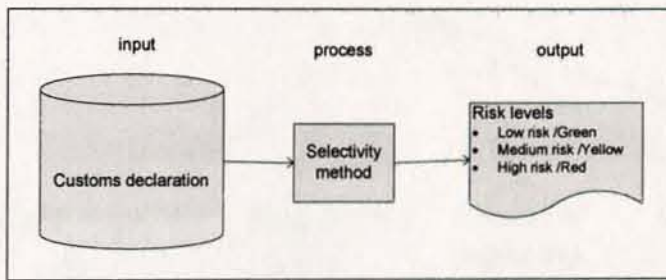 input
process
output
Customs declaration
Selectivity
method
Risk levels
• Low risk /Green
• Medium risk /Yellow
• High risk /Red